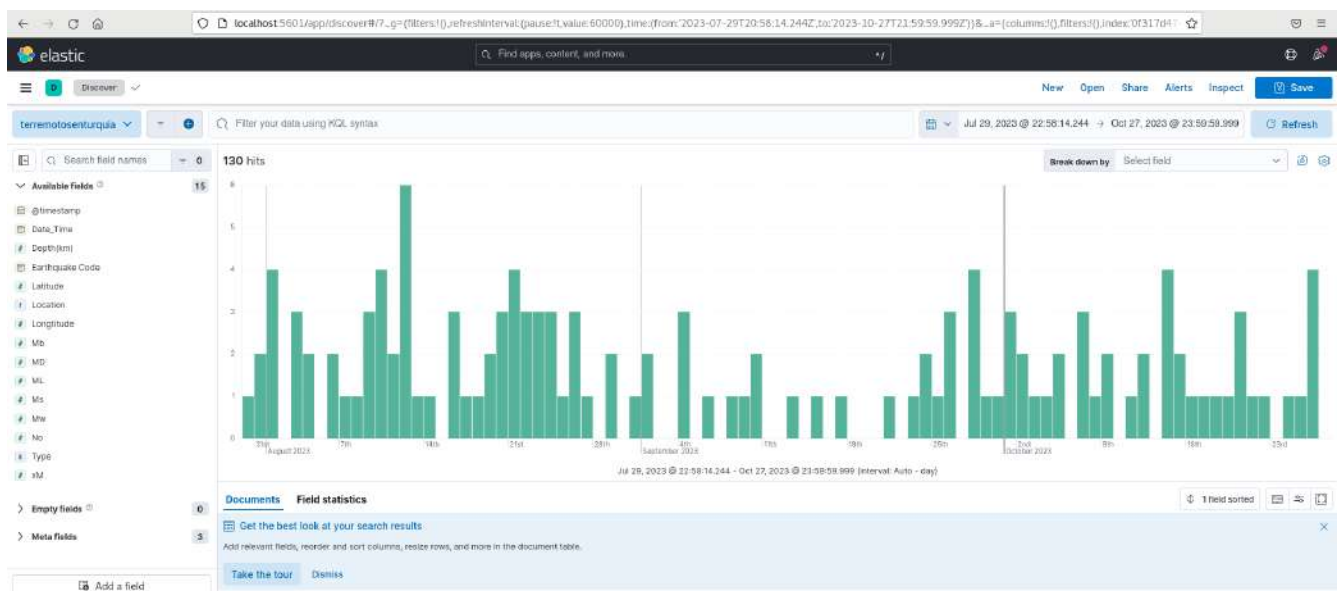 localhost:5601/app/discover#/?_g=(filters:!(),refreshInterval:(pause:!t,value:60000),time:(from:'2023-07-29T20:58:14.244Z',to:'2023-10-27T21:59:59.999Z'))&_a=(columns:!(),filters:!(),index:'0f317d4
elastic
Find apps, content, and more.
D Discover
New Open Share Alerts Inspect Save
terremotosenturquia
Filter your data using KQL syntax
Jul 29, 2023 @ 22:58:14.244 → Oct 27, 2023 @ 23:59:59.999
Refresh
Search field names 0
130 hits
Break down by Select field
Available fields 15
@timestamp
Date_Time
Depth(km)
Earthquake Code
Latitude
Location
Longtitude
Mb
MD
ML
Ms
Mw
No
Type
xM
Empty fields 0
Meta fields 3
Add a field
6
5
4
3
2
1
0
31st 7th 14th 21st 28th 4th 11th 18th 25th 2nd 9th 16th 23rd
August 2023 September 2023 October 2023
Jul 29, 2023 @ 22:58:14.244 - Oct 27, 2023 @ 23:59:59.999 (interval: Auto - day)
Documents Field statistics
1 field sorted
Get the best look at your search results
Add relevant fields, reorder and sort columns, resize rows, and more in the document table.
Take the tour Dismiss